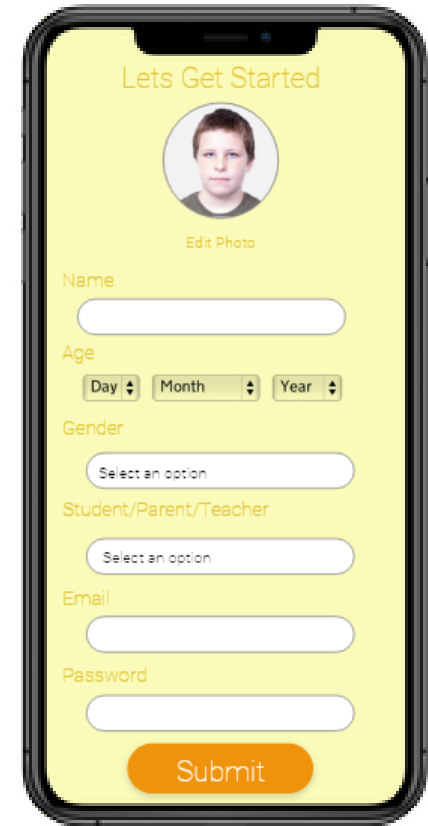 Lets Get Started
Edit Photo
Name
Age
Day Month Year
Gender
Select an option
Student/Parent/Teacher
Select an option
Email
Password
Submit